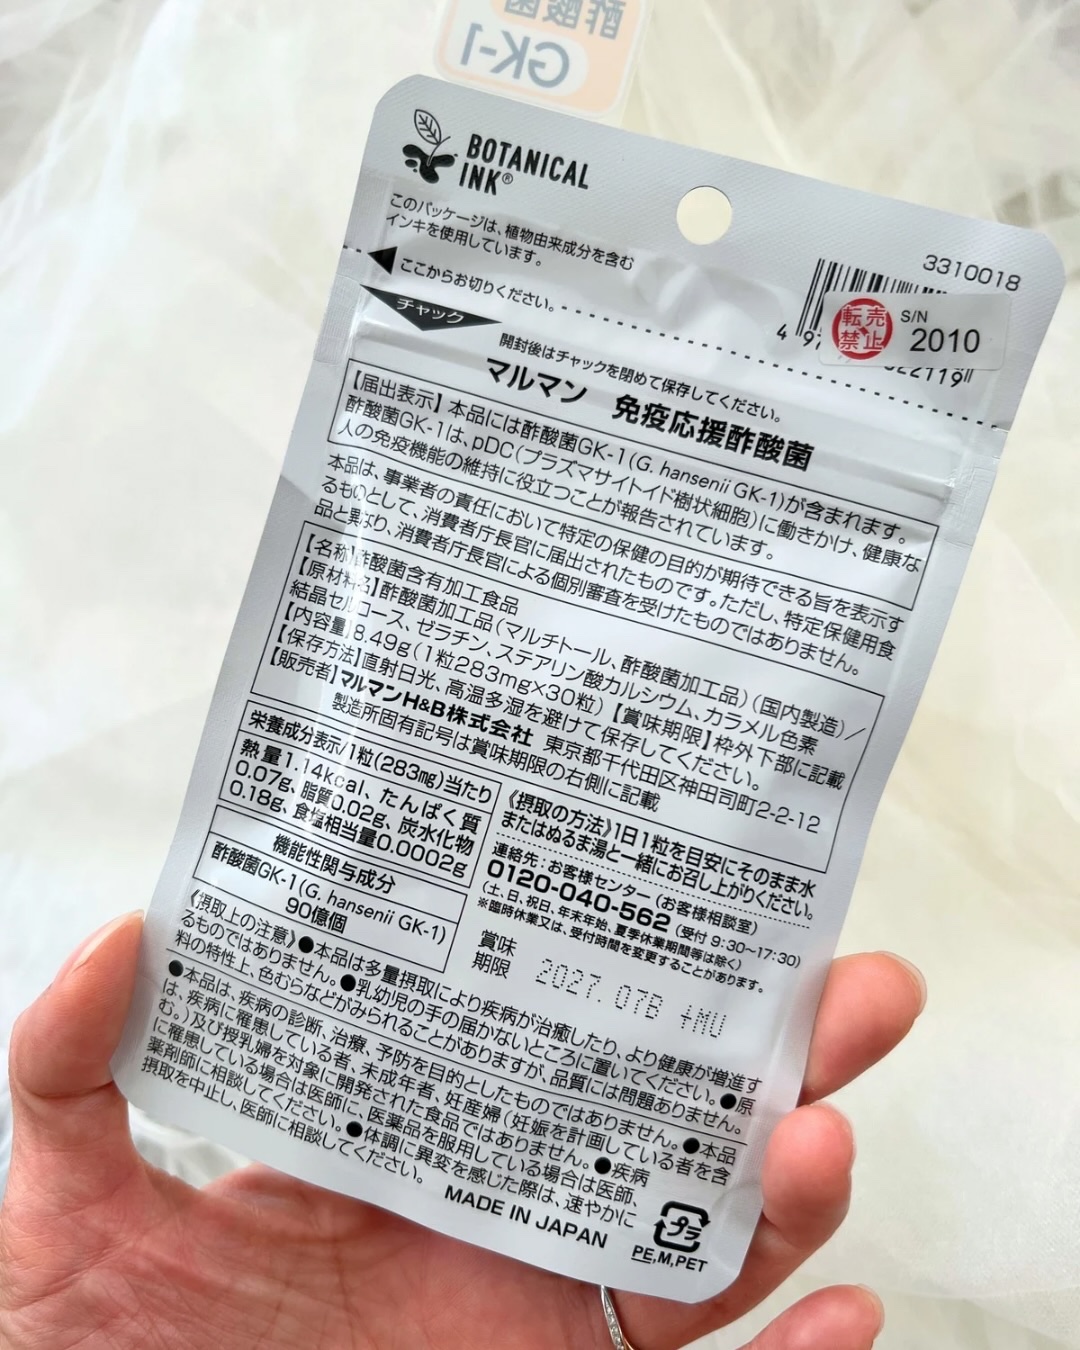 酢酸菌
GK-1
BOTANICAL
INK®
このパッケージは、植物由来成分を含む
インキを使用しています。
ここからお切りください。
チャック
3310018
転売
禁止
S/N
2010
4 97
22119
開封後はチャックを閉めて保存してください。
マルマン 免疫応援酢酸菌
【届出表示】本品には酢酸菌GK-1(G. hansenii GK-1)が含まれます。
酢酸菌GK-1は、pDC(プラズマサイトイド樹状細胞)に働きかけ、健康な
人の免疫機能の維持に役立つことが報告されています。
本品は、事業者の責任において特定の保健の目的が期待できる旨を表示す
るものとして、消費者庁長官に届出されたものです。ただし、特定保健用食
品と異なり、消費者庁長官による個別審査を受けたものではありません。
【名称】酢酸菌含有加工食品
【原材料名】酢酸菌加工品(マルチトール、酢酸菌加工品)(国内製造)/
結晶セルロース、ゼラチン、ステアリン酸カルシウム、カラメル色素
【内容量】8.49g(1粒283mg×30粒)【賞味期限】枠外下部に記載
【保存方法】直射日光、高温多湿を避けて保存してください。
【販売者】マルマンH&B株式会社 東京都千代田区神田司町2-2-12
製造所固有記号は賞味期限の右側に記載
栄養成分表示/1粒(283mg)当たり
熱量1.14kcal、たんぱく質
0.07g、脂質0.02g、炭水化物
0.18g、食塩相当量0.0002g
機能性関与成分
酢酸菌GK-1(G. hansenii GK-1)
90億個
《摂取の方法》1日1粒を目安にそのまま水
またはぬるま湯と一緒にお召し上がりください。
連絡先:お客様センター(お客様相談室)
0120-040-562(受付 9:30~17:30)
(土、日、祝日、年末年始、夏季休業期間等は除く)
※臨時休業又は、受付時間を変更することがあります。
賞味
期限
2027. 07B +MU
《摂取上の注意》●本品は多量摂取により疾病が治癒したり、より健康が増進す
るものではありません。●乳幼児の手の届かないところに置いてください。●原
料の特性上、色むらなどがみられることがありますが、品質には問題ありません。
●本品は、疾病の診断、治療、予防を目的としたものではありません。●本品
は、疾病に罹患している者、未成年者、妊産婦(妊娠を計画している者を含
む。)及び授乳婦を対象に開発された食品ではありません。●疾病
に罹患している場合は医師に、医薬品を服用している場合は医師、
薬剤師に相談してください。●体調に異変を感じた際は、速やかに
摂取を中止し、医師に相談してください。
MADE IN JAPAN
プラ
PE,M,PET